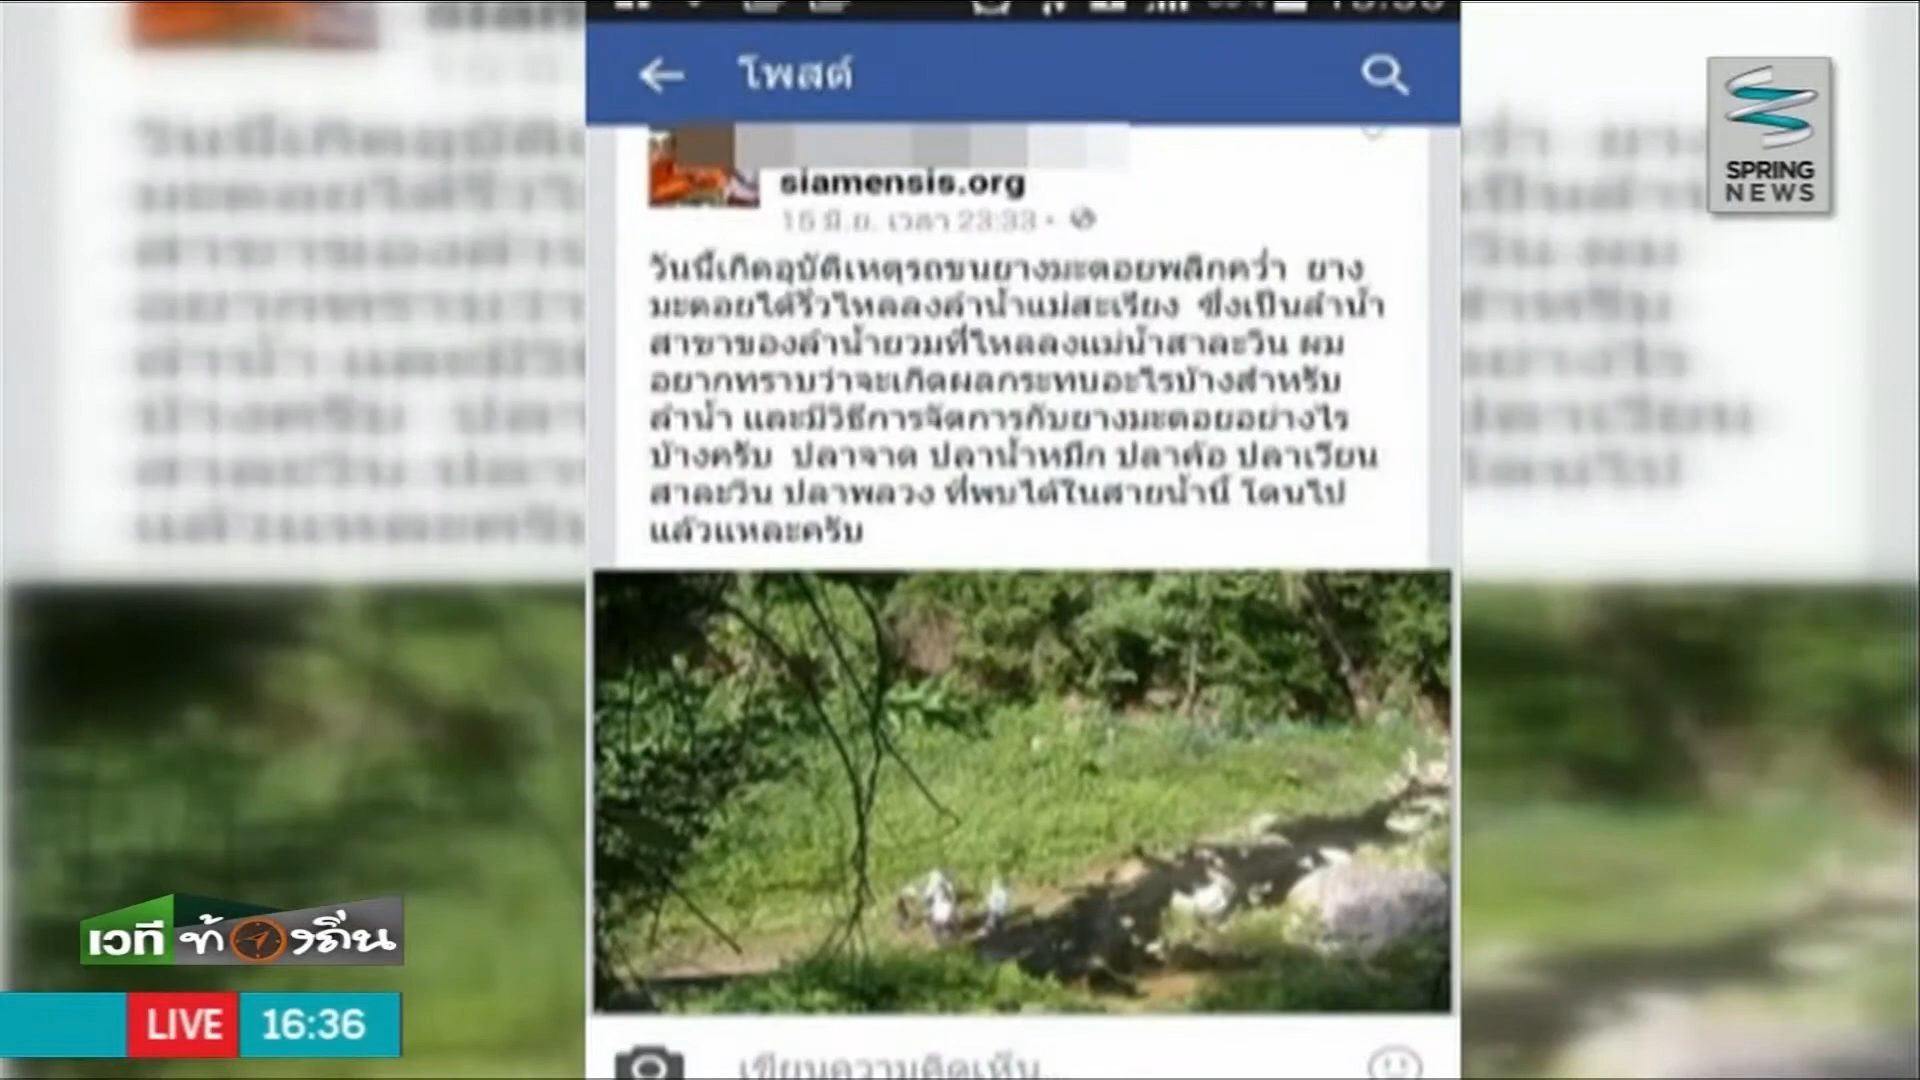 โพสต์
SPRING
NEWS
siamensis.org
15 มิ.ย. เวลา 23:33 ·
วันนี้เกิดอุบัติเหตุรถขนยางมะตอยพลิกคว่ำ ยาง
มะตอยได้รั่วไหลลงลำน้ำแม่สะเรียง ซึ่งเป็นลำน้ำ
สาขาของลำน้ำยวมที่ไหลลงแม่น้ำสาละวิน ผม
อยากทราบว่าจะเกิดผลกระทบอะไรบ้างสำหรับ
ลำน้ำ และมีวิธีการจัดการกับยางมะตอยอย่างไร
บ้างครับ ปลาจาด ปลาน้ำหมึก ปลาค้อ ปลาเวียน
สาละวิน ปลาพลวง ที่พบได้ในสายน้ำนี้ โดนไป
แล้วแหละครับ
เวที ท้องถิ่น
LIVE 16:36
เขียนความคิดเห็น...